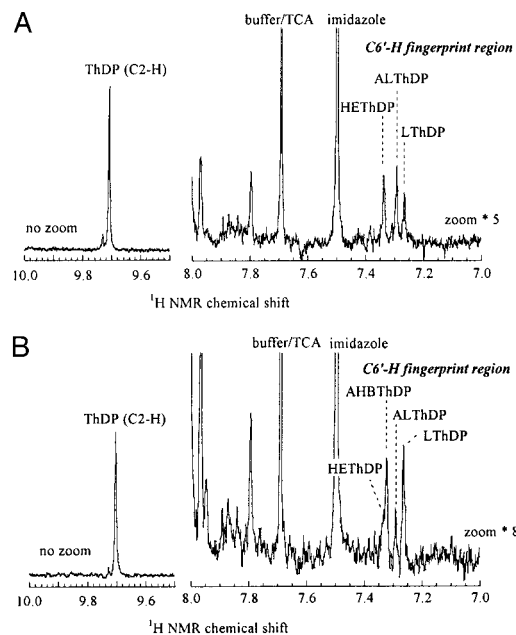 A
buffer/TCA imidazole
C6'-H fingerprint region
ThDP (C2-H)
ALThDP
HEThDP
LThDP
no zoom
zoom * 5
10.0 9.8 9.6
8.0 7.8 7.6 7.4 7.2 7.0
¹H NMR chemical shift
B
buffer/TCA imidazole
C6'-H fingerprint region
AHBThDP
ThDP (C2-H)
ALThDP
LThDP
HEThDP
no zoom
zoom * 8
10.0 9.8 9.6
8.0 7.8 7.6 7.4 7.2 7.0
¹H NMR chemical shift